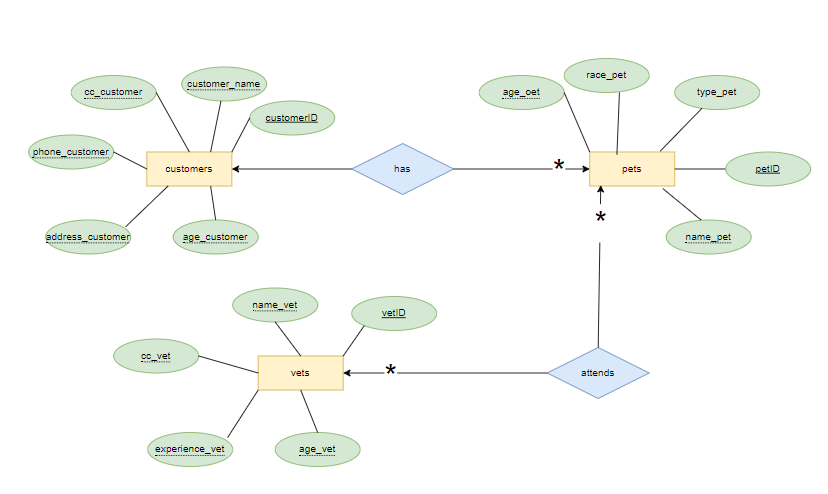 race_pet
customer_name
cc_customer
age_oet
type_pet
customerID
phone_customer
customers
has
*
pets
petID
*
address_customer
age_customer
name_pet
name_vet
vetID
cc_vet
vets
*
attends
experience_vet
age_vet